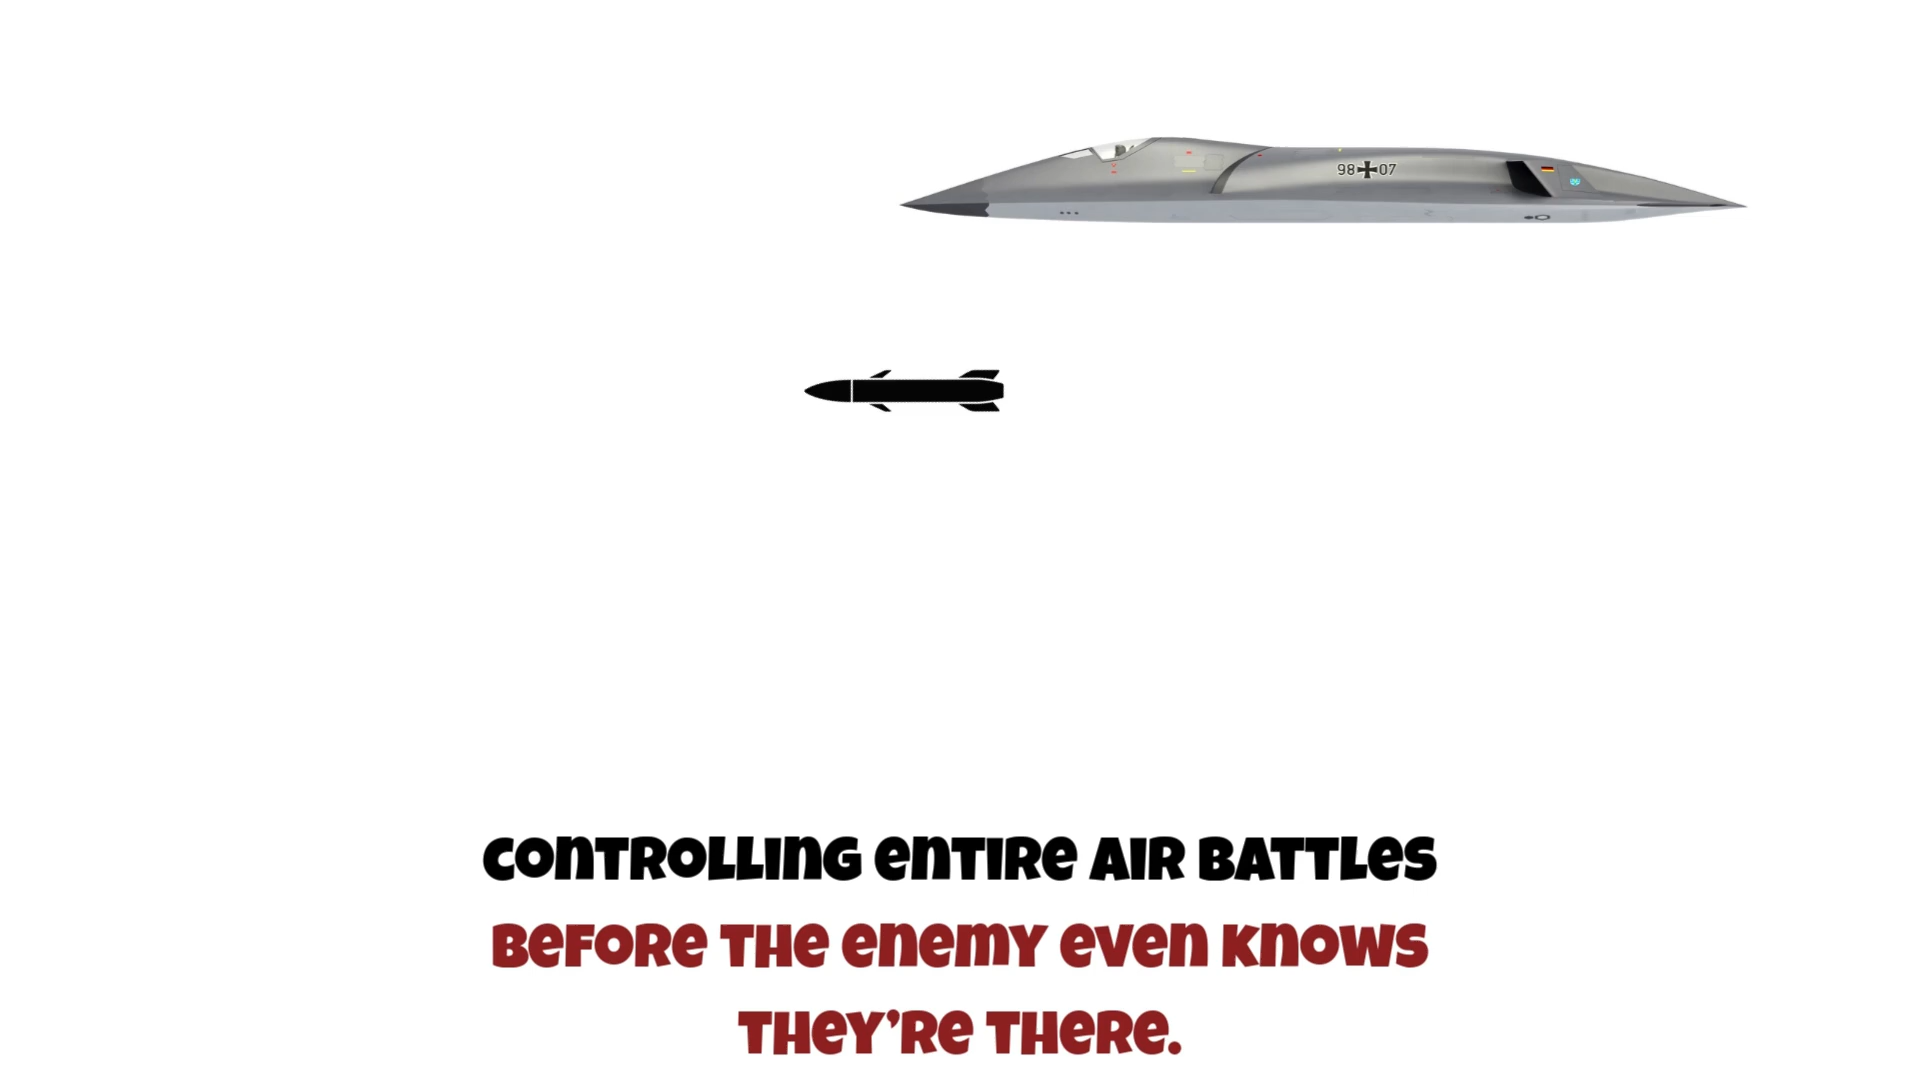 98 07
CONTROLLING ENTIRE AIR BATTLES
BEFORE THE ENEMY EVEN KNOWS
THEY'RE THERE.